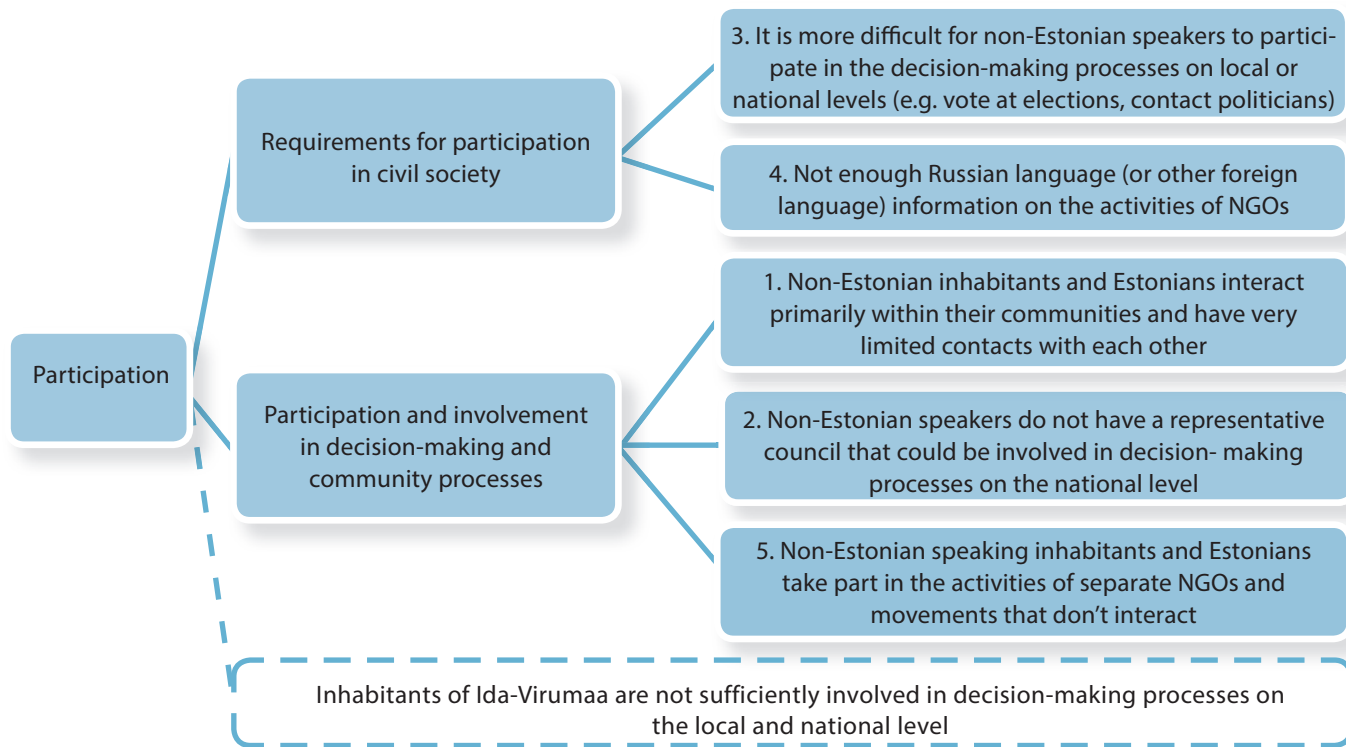 Participation
Requirements for participation
in civil society
3. It is more difficult for non-Estonian speakers to partici-
pate in the decision-making processes on local or
national levels (e.g. vote at elections, contact politicians)
4. Not enough Russian language (or other foreign
language) information on the activities of NGOs
Participation and involvement
in decision-making and
community processes
1. Non-Estonian inhabitants and Estonians interact
primarily within their communities and have very
limited contacts with each other
2. Non-Estonian speakers do not have a representative
council that could be involved in decision- making
processes on the national level
5. Non-Estonian speaking inhabitants and Estonians
take part in the activities of separate NGOs and
movements that don’t interact
Inhabitants of Ida-Virumaa are not sufficiently involved in decision-making processes on
the local and national level